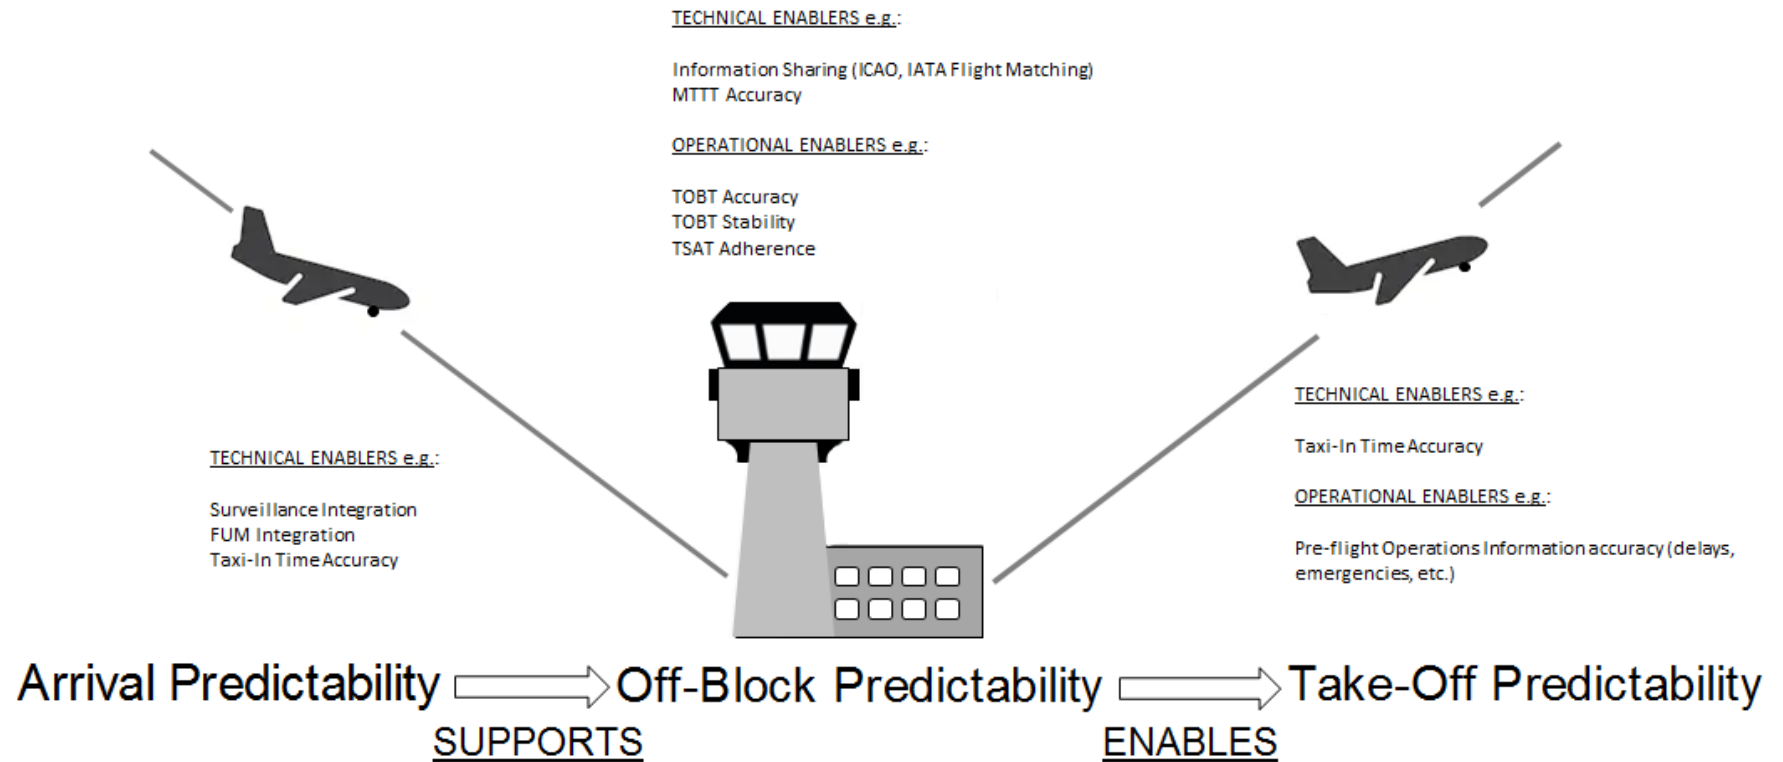 TECHNICAL ENABLERS e.g.:
Information Sharing (ICAO, IATA Flight Matching)
MTTT Accuracy
OPERATIONAL ENABLERS e.g.:
TOBT Accuracy
TOBT Stability
TSAT Adherence
TECHNICAL ENABLERS e.g.:
Surveillance Integration
FUM Integration
Taxi-In Time Accuracy
TECHNICAL ENABLERS e.g.:
Taxi-In Time Accuracy
OPERATIONAL ENABLERS e.g.:
Pre-flight Operations Information accuracy (delays,
emergencies, etc.)
Arrival Predictability
Off-Block Predictability
Take-Off Predictability
SUPPORTS
ENABLES